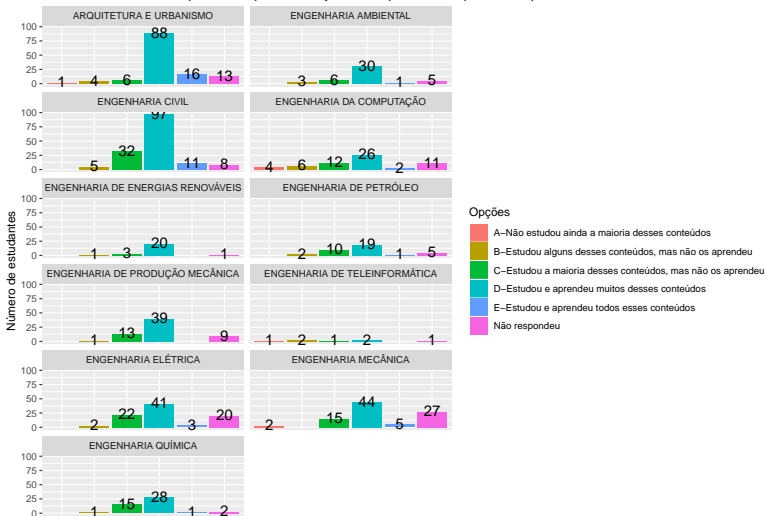 ARQUITETURA E URBANISMO
ENGENHARIA AMBIENTAL
100
75
50
25
0
1 4 6 88 16 13
3 6 30 1 5
ENGENHARIA CIVIL
ENGENHARIA DA COMPUTAÇÃO
100
75
50
25
0
5 32 97 11 8
4 6 12 26 2 11
ENGENHARIA DE ENERGIAS RENOVÁVEIS
ENGENHARIA DE PETRÓLEO
100
75
50
25
0
1 3 20 1
2 10 19 1 5
ENGENHARIA DE PRODUÇÃO MECÂNICA
ENGENHARIA DE TELEINFORMÁTICA
100
75
50
25
0
1 13 39 9
1 2 1 2 1
ENGENHARIA ELÉTRICA
ENGENHARIA MECÂNICA
100
75
50
25
0
2 22 41 3 20
2 15 44 5 27
ENGENHARIA QUÍMICA
100
75
50
25
0
1 15 28 1 2
Número de estudantes
Opções
A–Não estudou ainda a maioria desses conteúdos
B–Estudou alguns desses conteúdos, mas não os aprendeu
C–Estudou a maioria desses conteúdos, mas não os aprendeu
D–Estudou e aprendeu muitos desses conteúdos
E–Estudou e aprendeu todos esses conteúdos
Não respondeu